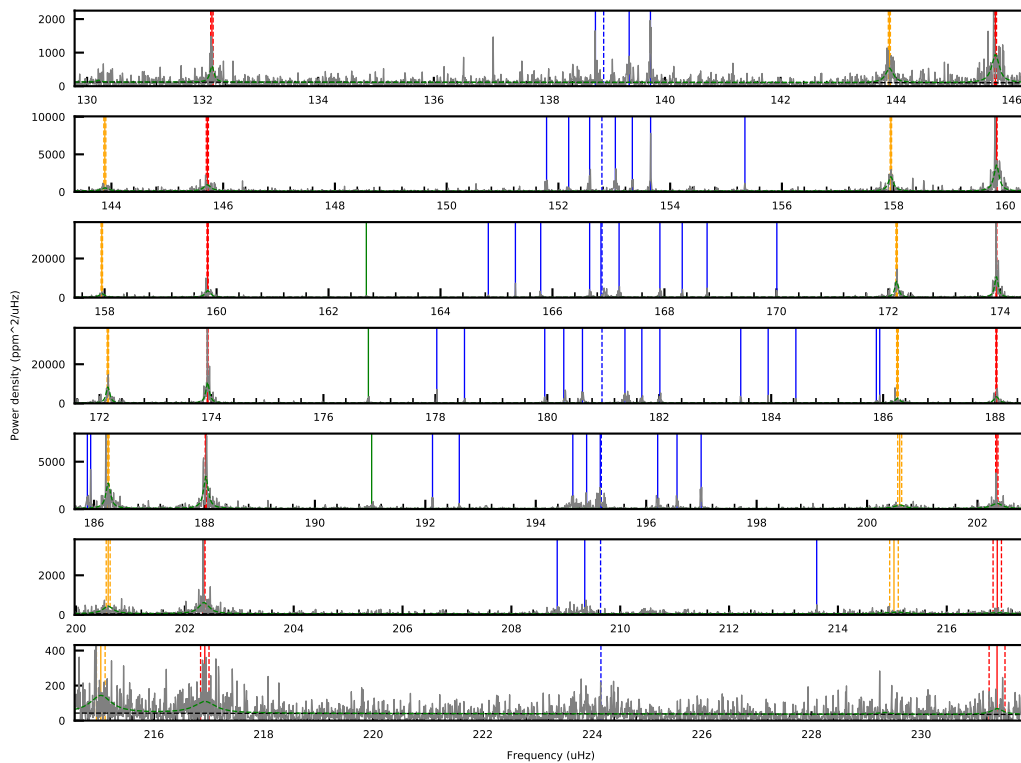 2000
1000
0
130 132 134 136 138 140 142 144 146
10000
5000
0
144 146 148 150 152 154 156 158 160
20000
0
158 160 162 164 166 168 170 172 174
Power density (ppm^2/uHz)
20000
0
172 174 176 178 180 182 184 186 188
5000
0
186 188 190 192 194 196 198 200 202
2000
0
200 202 204 206 208 210 212 214 216
400
200
0
216 218 220 222 224 226 228 230
Frequency (uHz)